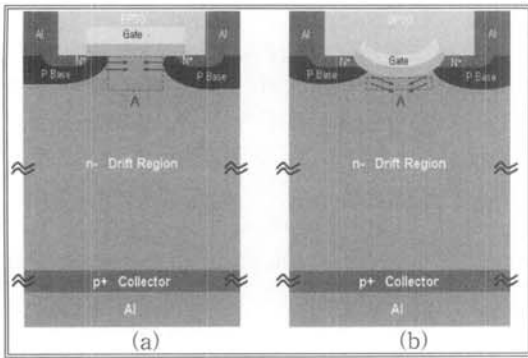 Al Gate Al
N+ N+
P Base P Base
A
n- Drift Region
p+ Collector
Al
(a)
Al Gate Al
N+ N+
P Base P Base
A
n- Drift Region
p+ Collector
Al
(b)